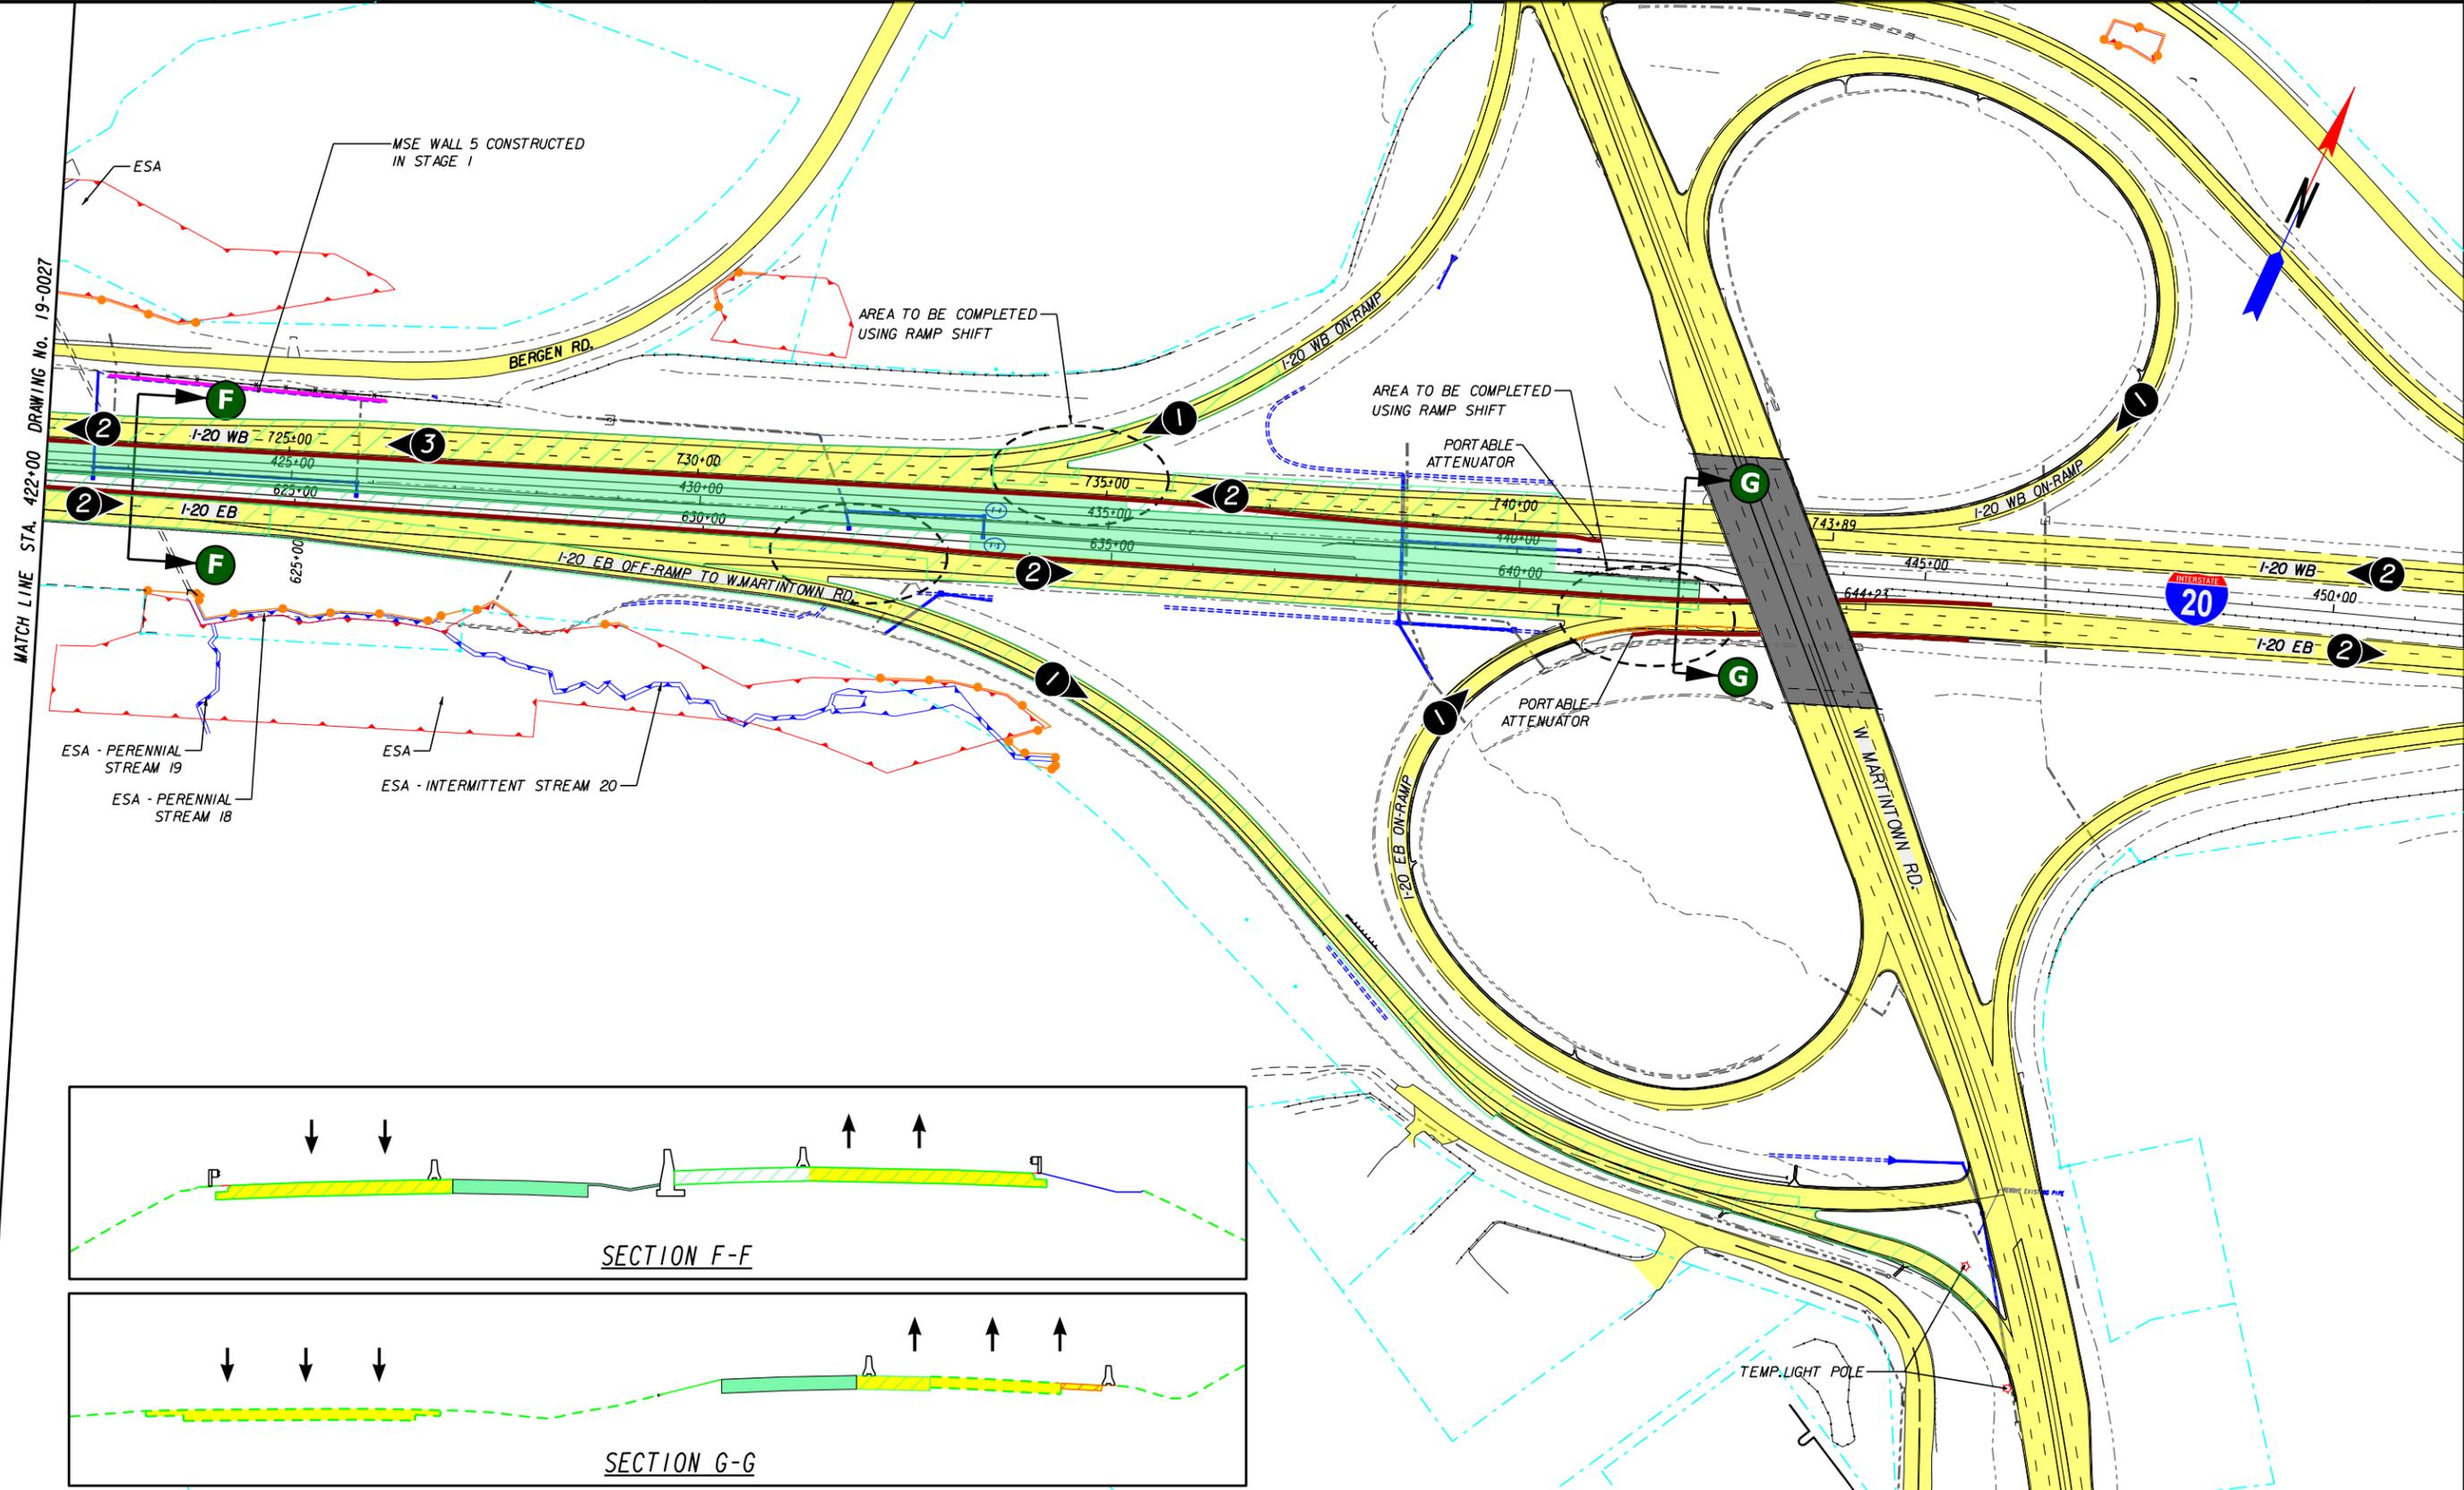 MATCH LINE STA. 422+00 DRAWING No. 19-0027
ESA
MSE WALL 5 CONSTRUCTED
IN STAGE 1
BERGEN RD.
AREA TO BE COMPLETED
USING RAMP SHIFT
I-20 WB ON-RAMP
N
AREA TO BE COMPLETED
USING RAMP SHIFT
PORTABLE
ATTENUATOR
F
1
1
2
I-20 WB
725+00
3
425+00
730+00
735+00
2
740+00
G
I-20 WB ON-RAMP
743+89
2
I-20 EB
625+00
430+00
630+00
435+00
635+00
440+00
640+00
445+00
644+23
450+00
I-20 WB
2
INTERSTATE
20
F
625+00
I-20 EB OFF-RAMP TO W.MARTINTOWN RD.
2
I-20 EB
2
1
1
G
PORTABLE
ATTENUATOR
ESA - PERENNIAL
STREAM 19
ESA
ESA - INTERMITTENT STREAM 20
ESA - PERENNIAL
STREAM 18
I-20 EB ON-RAMP
W MARTINTOWN RD.
SECTION F-F
SECTION G-G
TEMP. LIGHT POLE